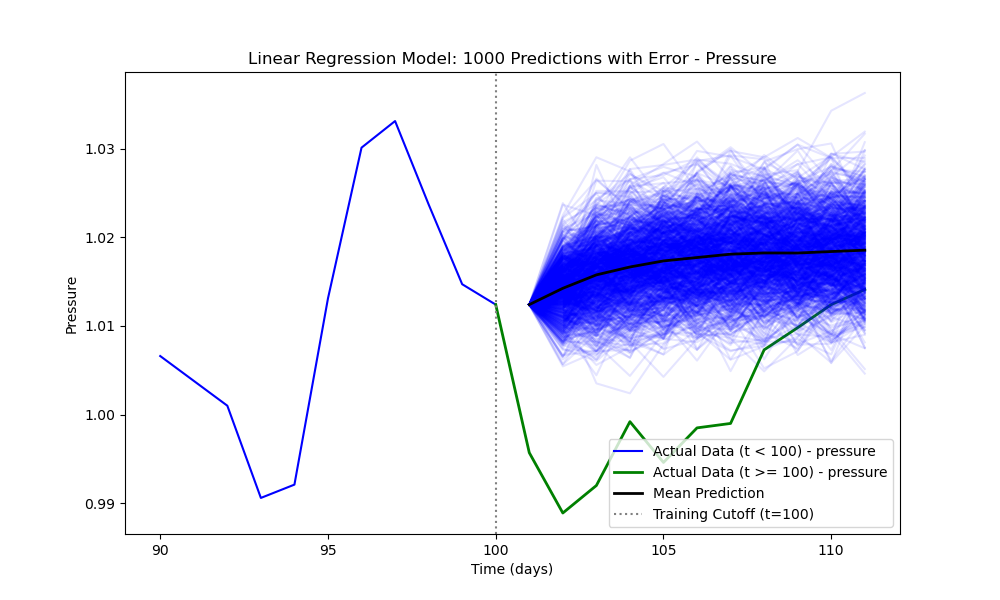 Linear Regression Model: 1000 Predictions with Error - Pressure
Pressure
1.03
1.02
1.01
1.00
0.99
90
95
100
105
110
Time (days)
Actual Data (t < 100) - pressure
Actual Data (t >= 100) - pressure
Mean Prediction
Training Cutoff (t=100)